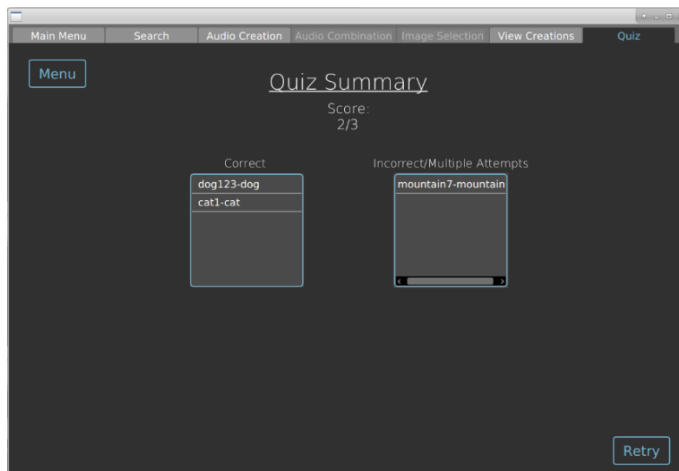 Main Menu Search Audio Creation Audio Combination Image Selection View Creations Quiz
Menu
Quiz Summary
Score:
2/3
Correct
dog123-dog
cat1-cat
Incorrect/Multiple Attempts
mountain7-mountain
Retry